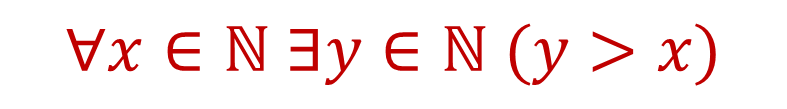 ∀x ∈ ℕ ∃y ∈ ℕ (y > x)